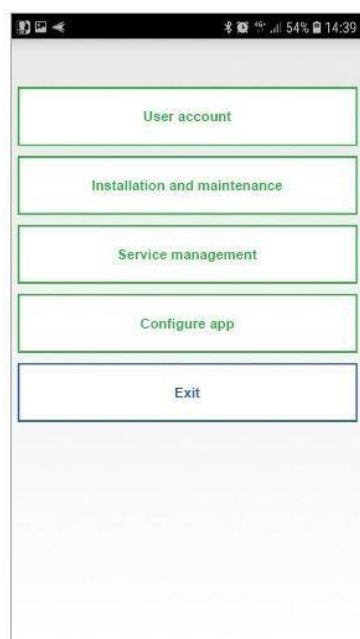 54% 14:39
User account
Installation and maintenance
Service management
Configure app
Exit